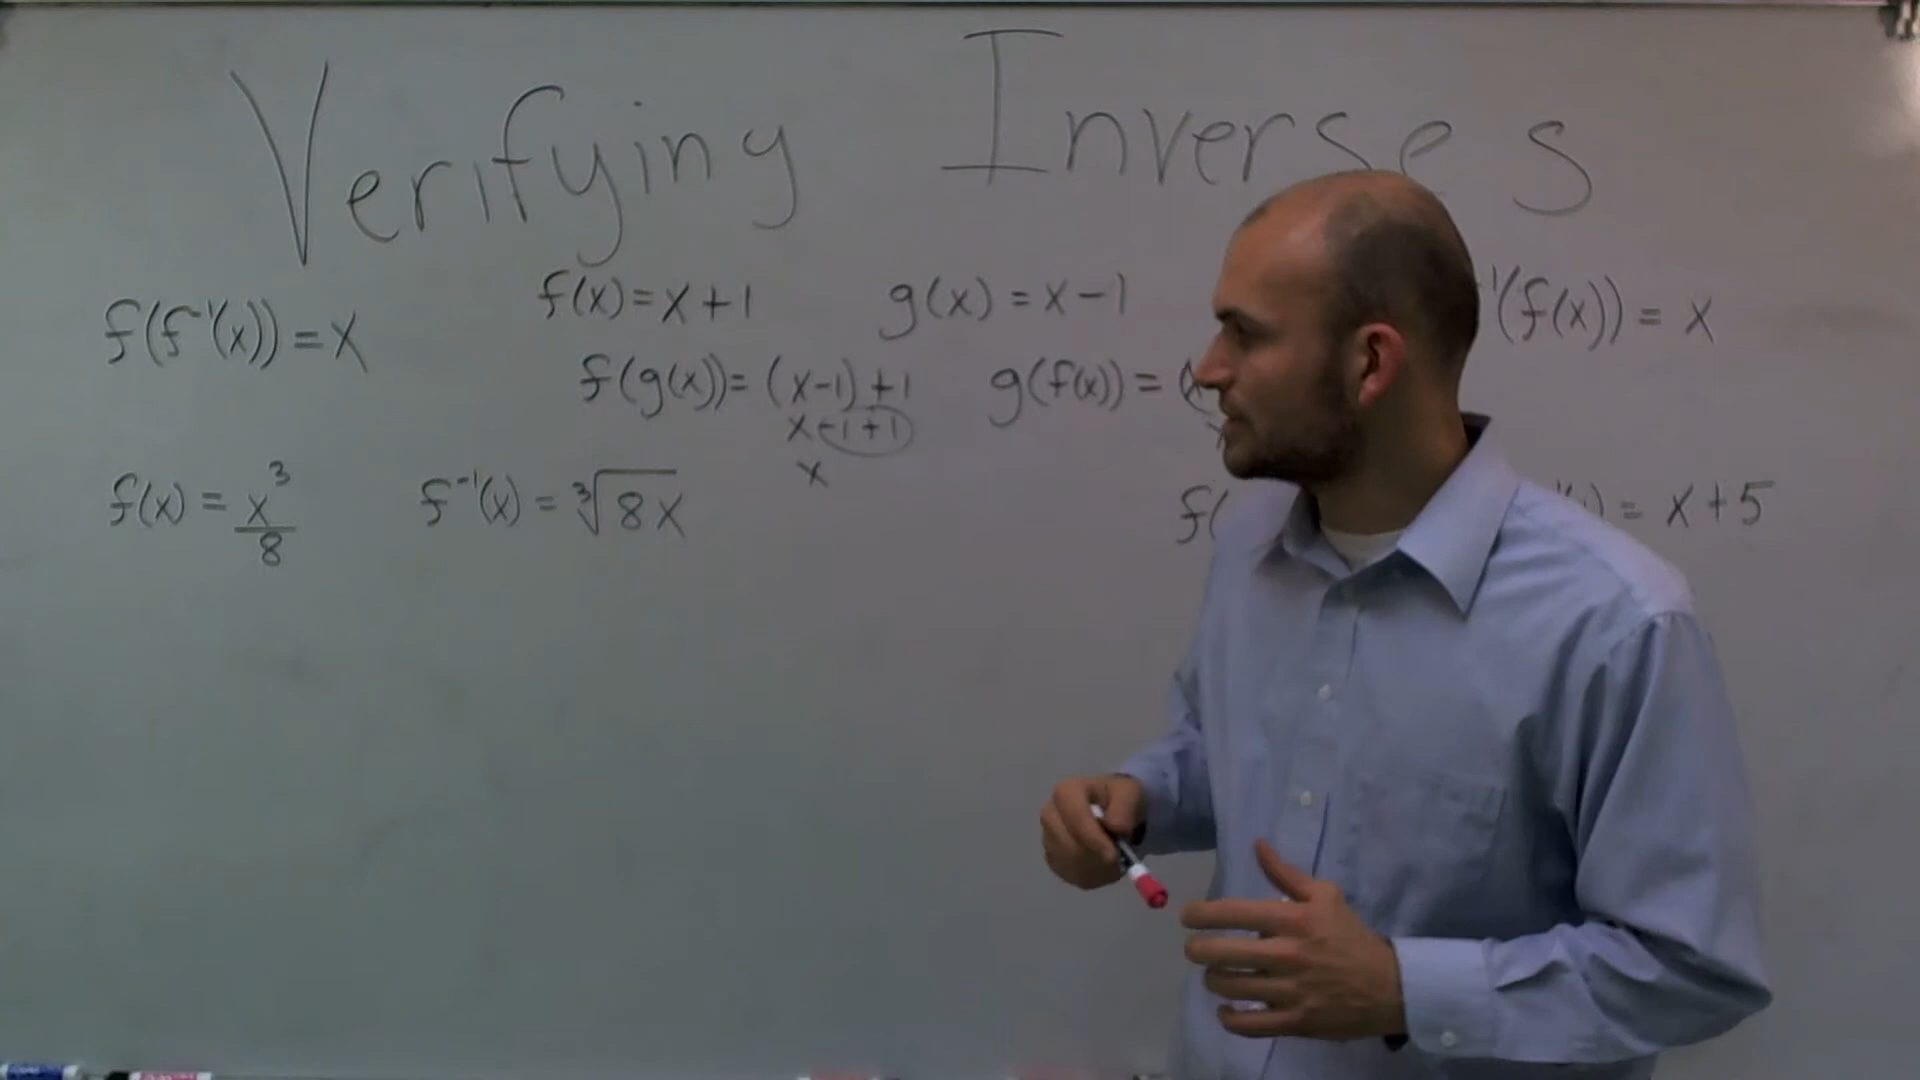 Verifying Inverses
f(f⁻¹(x)) = x
f(x) = x + 1
g(x) = x - 1
(f(x)) = x
f(g(x)) = (x-1) + 1
x - 1 + 1
x
g(f(x)) =
f(x) = x³/8
f⁻¹(x) = ∛8x
f(
= x + 5